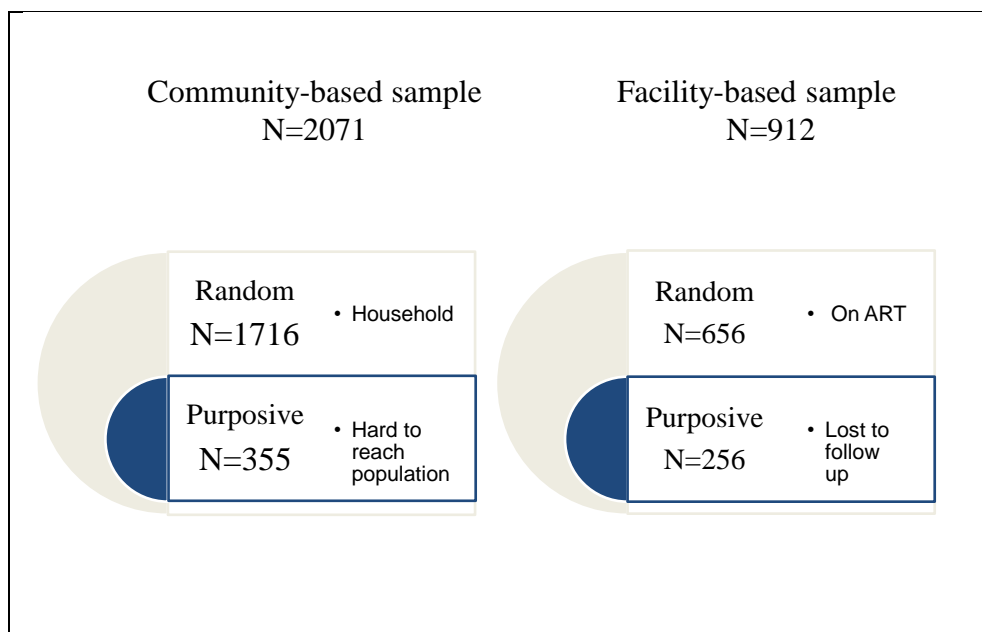 Community-based sample
N=2071
Facility-based sample
N=912
Random
N=1716
• Household
Purposive
N=355
• Hard to
reach
population
Random
N=656
• On ART
Purposive
N=256
• Lost to
follow
up